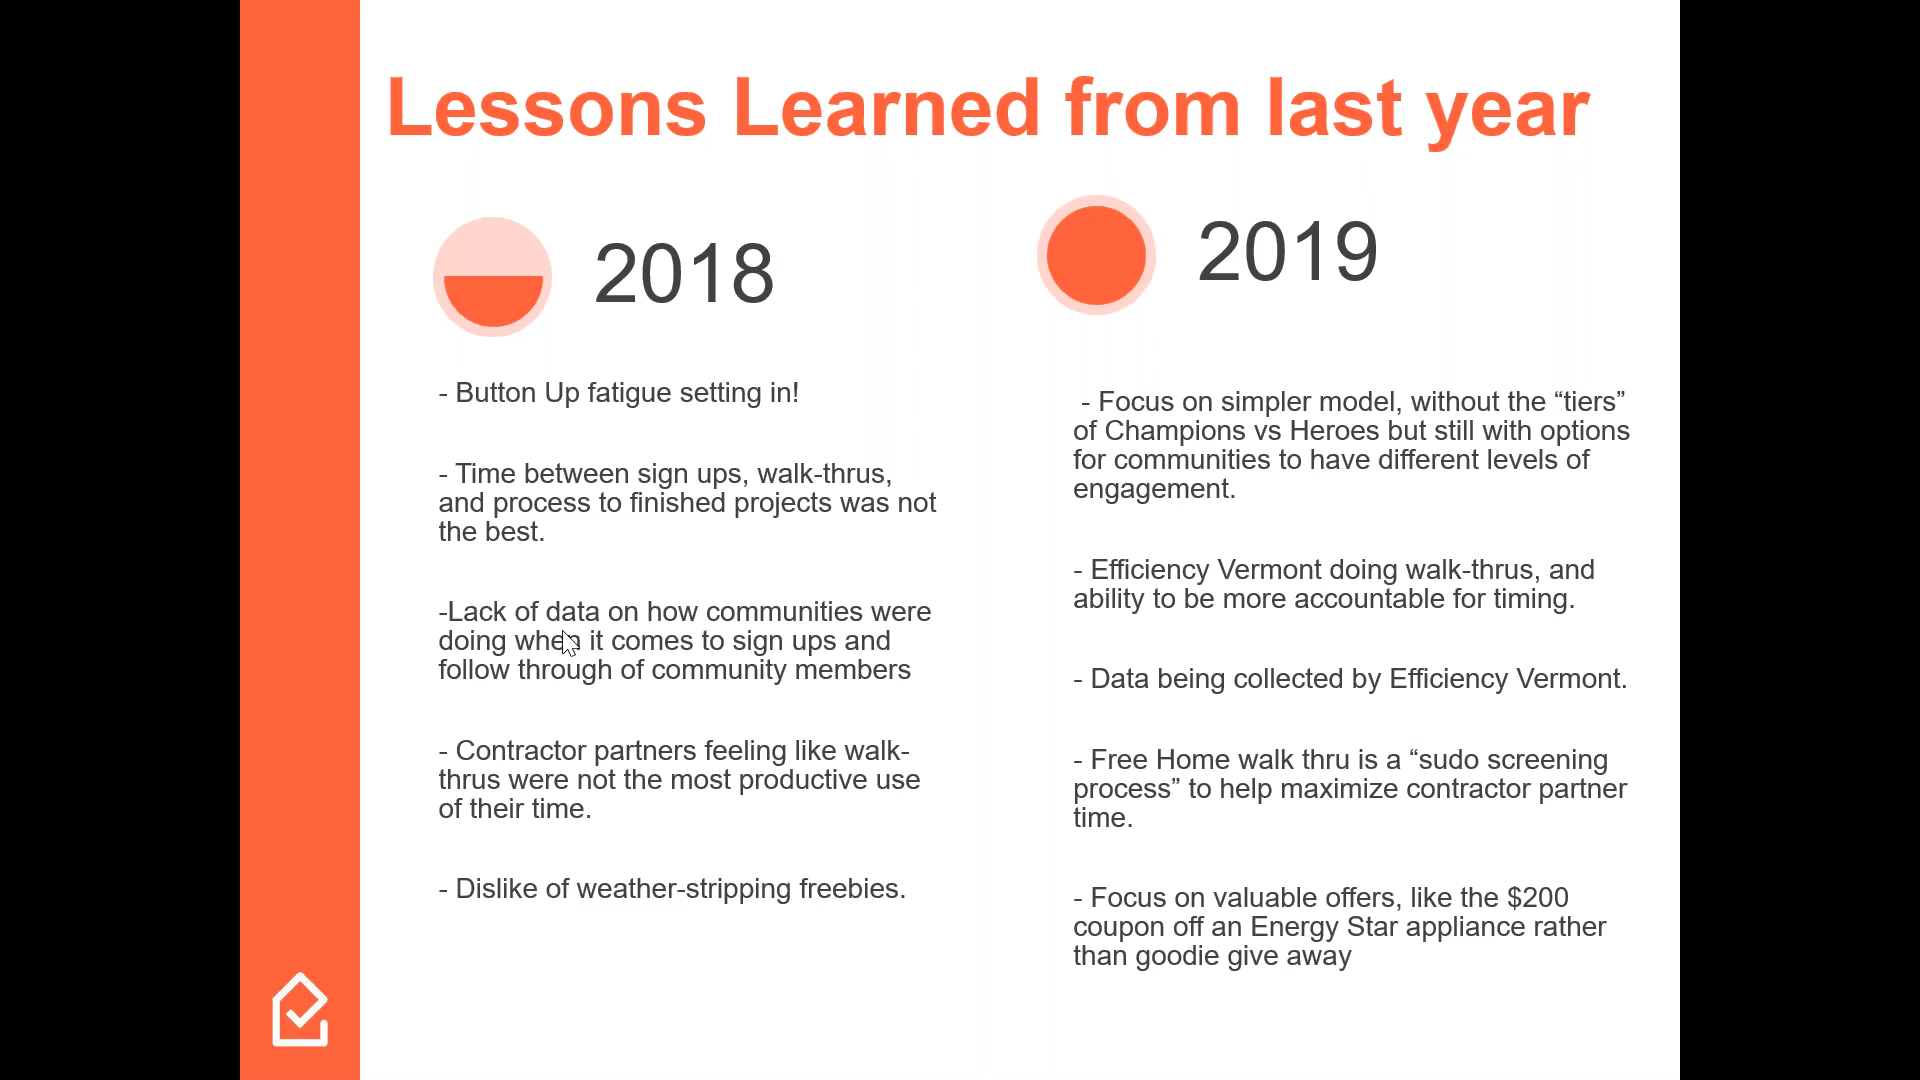 Lessons Learned from last year
2018
- Button Up fatigue setting in!
- Time between sign ups, walk-thrus,
and process to finished projects was not
the best.
-Lack of data on how communities were
doing when it comes to sign ups and
follow through of community members
- Contractor partners feeling like walk-
thrus were not the most productive use
of their time.
- Dislike of weather-stripping freebies.
2019
- Focus on simpler model, without the “tiers”
of Champions vs Heroes but still with options
for communities to have different levels of
engagement.
- Efficiency Vermont doing walk-thrus, and
ability to be more accountable for timing.
- Data being collected by Efficiency Vermont.
- Free Home walk thru is a “sudo screening
process” to help maximize contractor partner
time.
- Focus on valuable offers, like the $200
coupon off an Energy Star appliance rather
than goodie give away